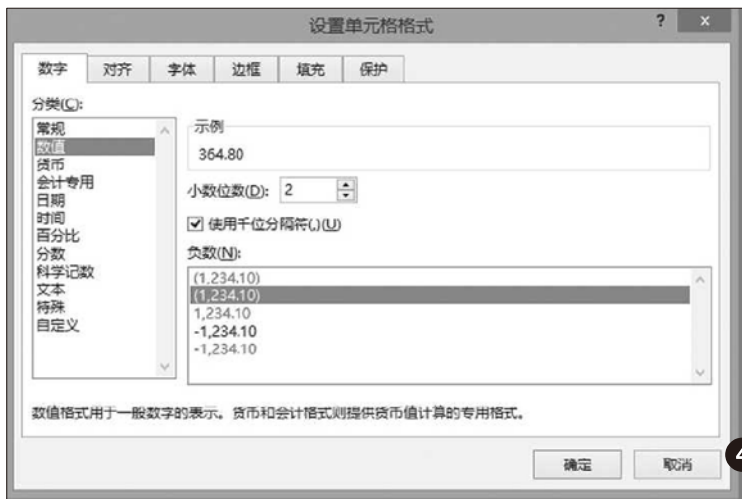 设置单元格格式
? x
数字 对齐 字体 边框 填充 保护
分类(C):
常规
数值
货币
会计专用
日期
时间
百分比
分数
科学记数
文本
特殊
自定义
示例
364.80
小数位数(D): 2
使用千位分隔符(,)(U)
负数(N):
(1,234.10)
(1,234.10)
1,234.10
-1,234.10
-1,234.10
数值格式用于一般数字的表示。货币和会计格式则提供货币值计算的专用格式。
确定 取消
4